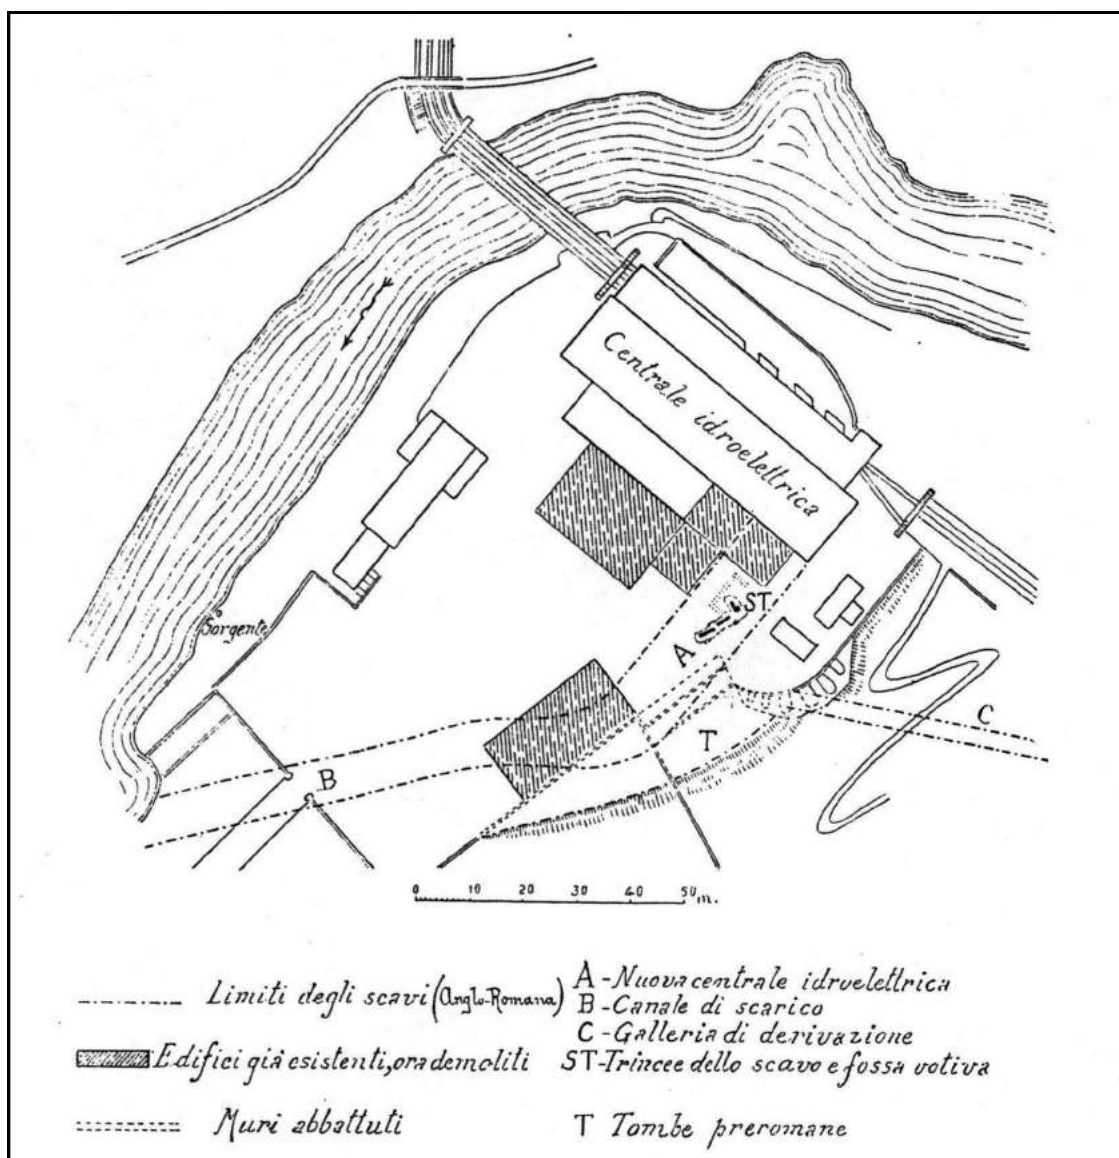 Centrale idroelettrica
ST
A
Sorgente
C
T
B
0 10 20 30 40 50 m.
Limiti degli scavi (Anglo-Romana)
Edifici già esistenti, ora demoliti
Muri abbattuti
A - Nuova centrale idroelettrica
B - Canale di scarico
C - Galleria di derivazione
ST - Trincee dello scavo e fossa votiva
T Tombe preromane